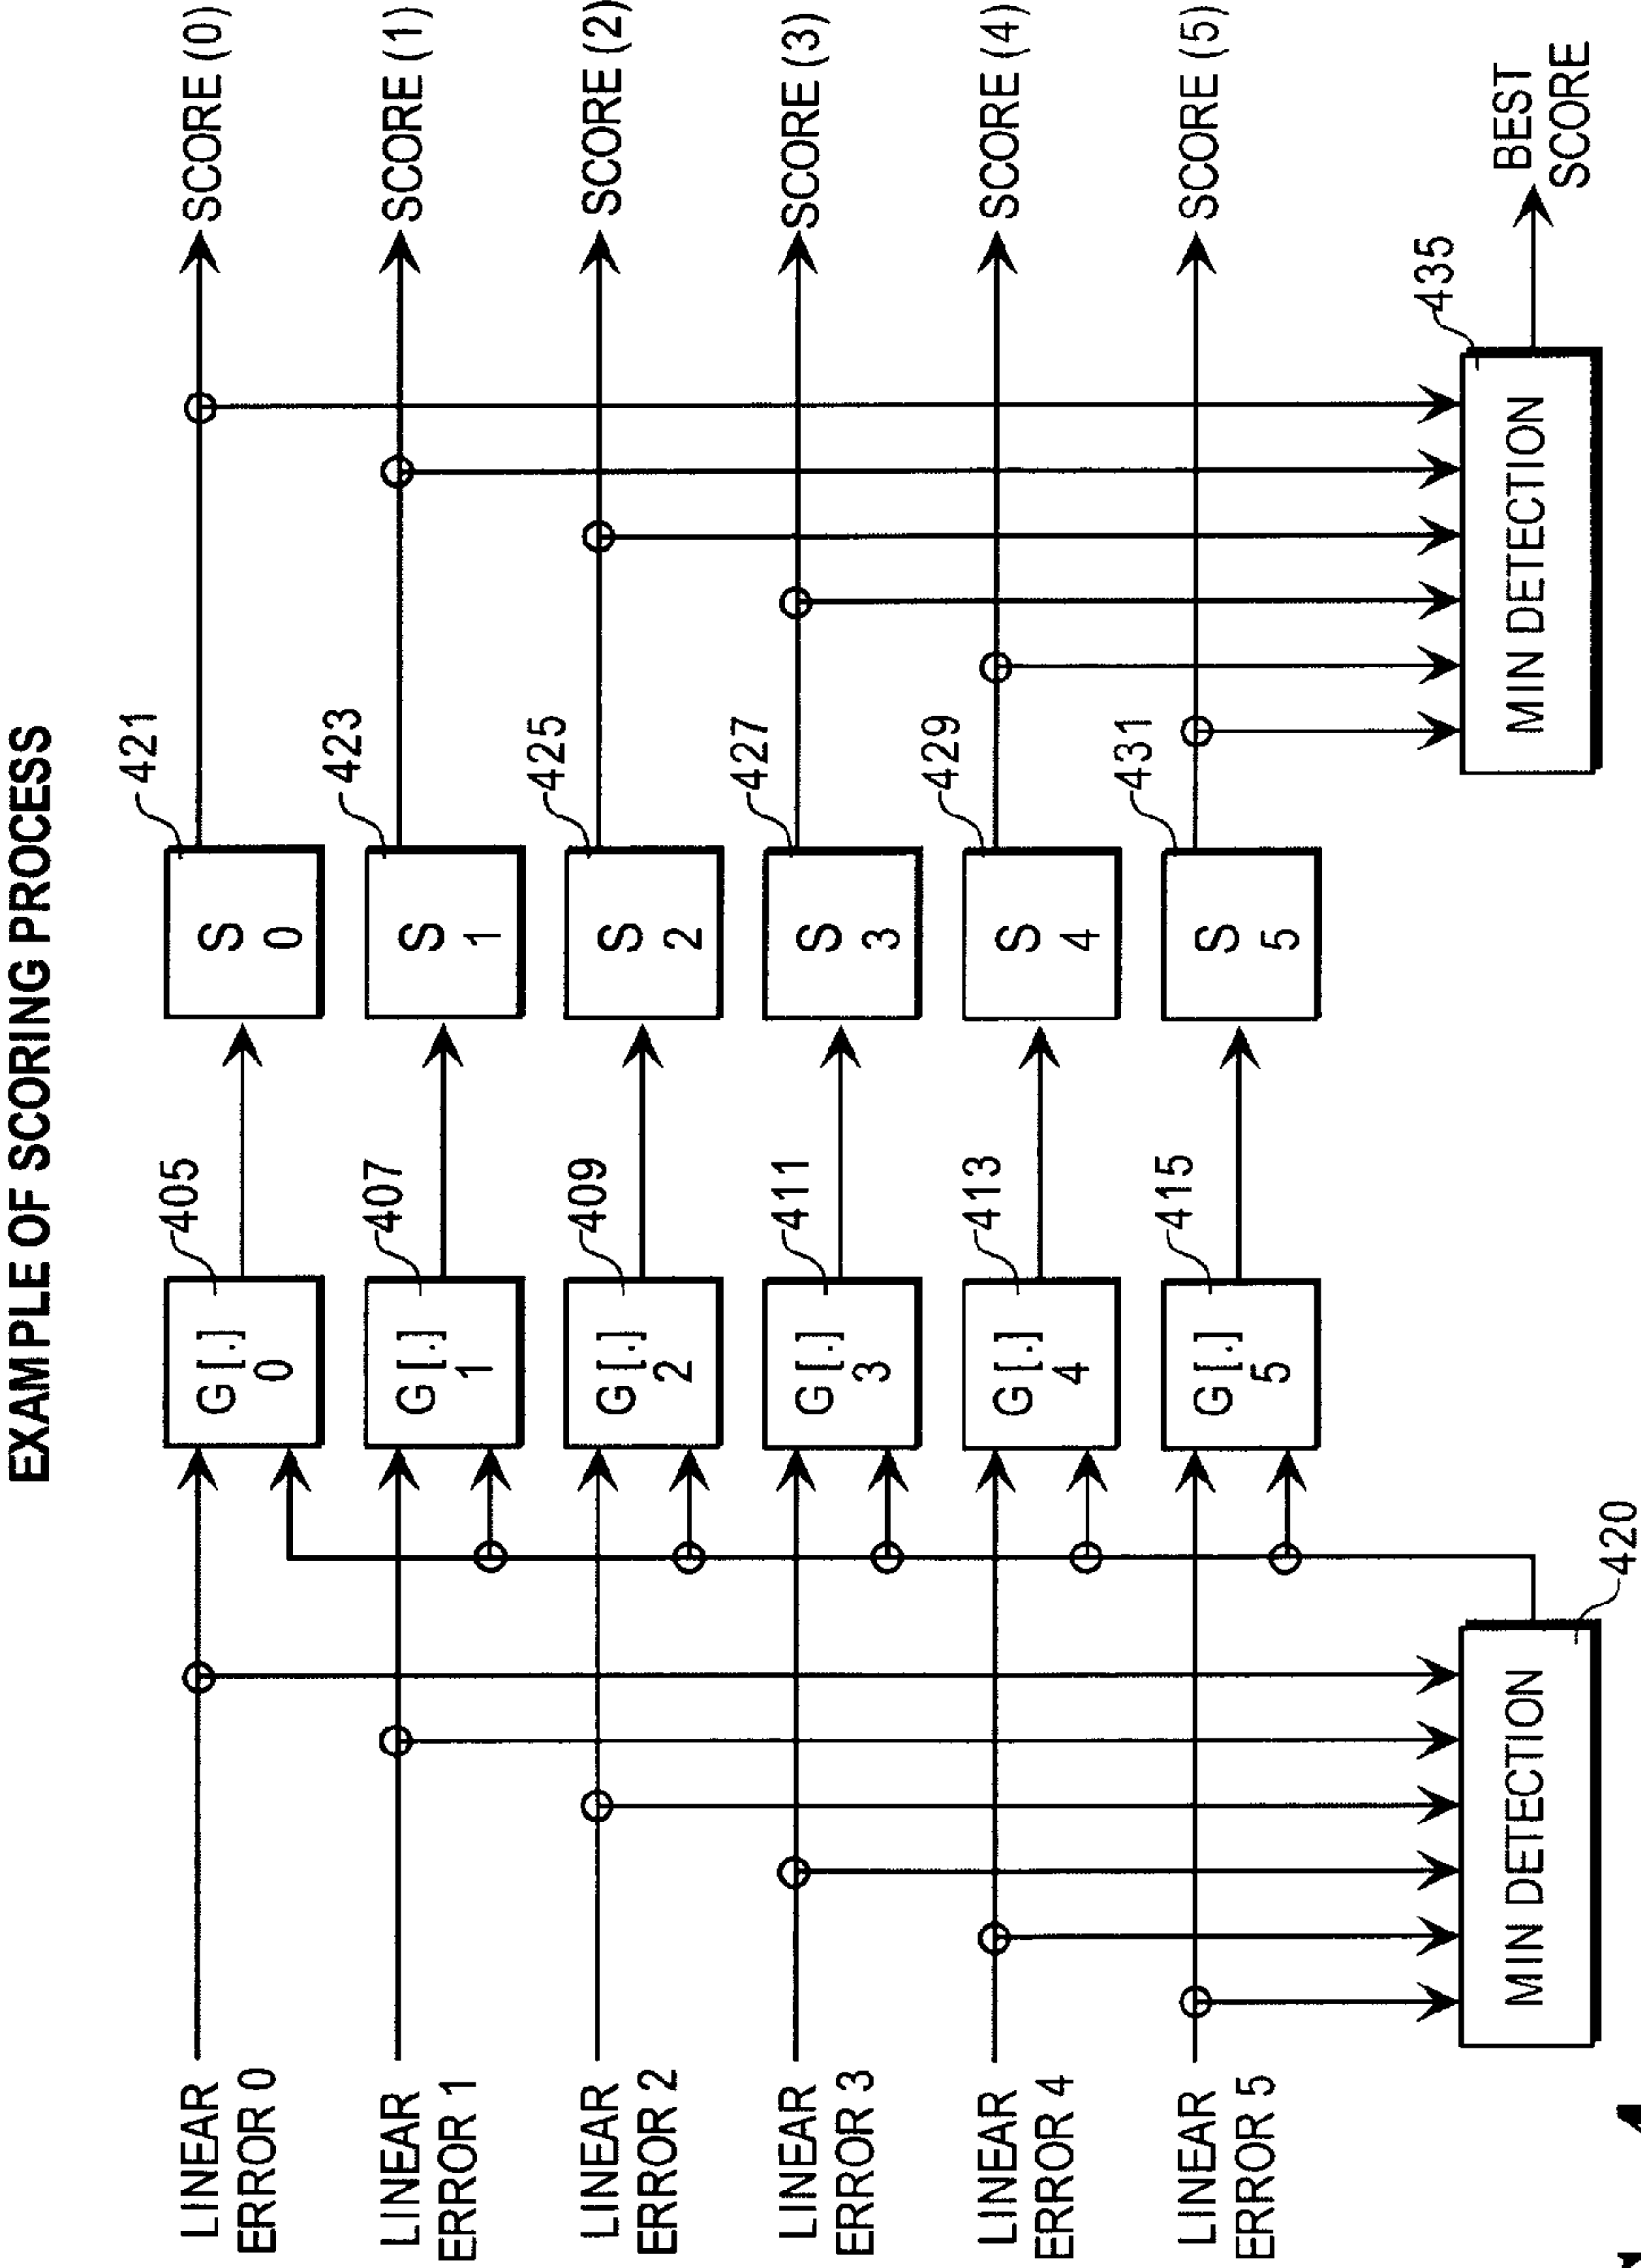 EXAMPLE OF SCORING PROCESS
LINEAR
ERROR 0
405
G [.]
0
421
S
0
SCORE (0)
LINEAR
ERROR 1
407
G [.]
1
423
S
1
SCORE (1)
LINEAR
ERROR 2
409
G [.]
2
425
S
2
SCORE (2)
LINEAR
ERROR 3
411
G [.]
3
427
S
3
SCORE (3)
LINEAR
ERROR 4
413
G [.]
4
429
S
4
SCORE (4)
LINEAR
ERROR 5
415
G [.]
5
431
S
5
SCORE (5)
MIN DETECTION
420
MIN DETECTION
435
BEST
SCORE